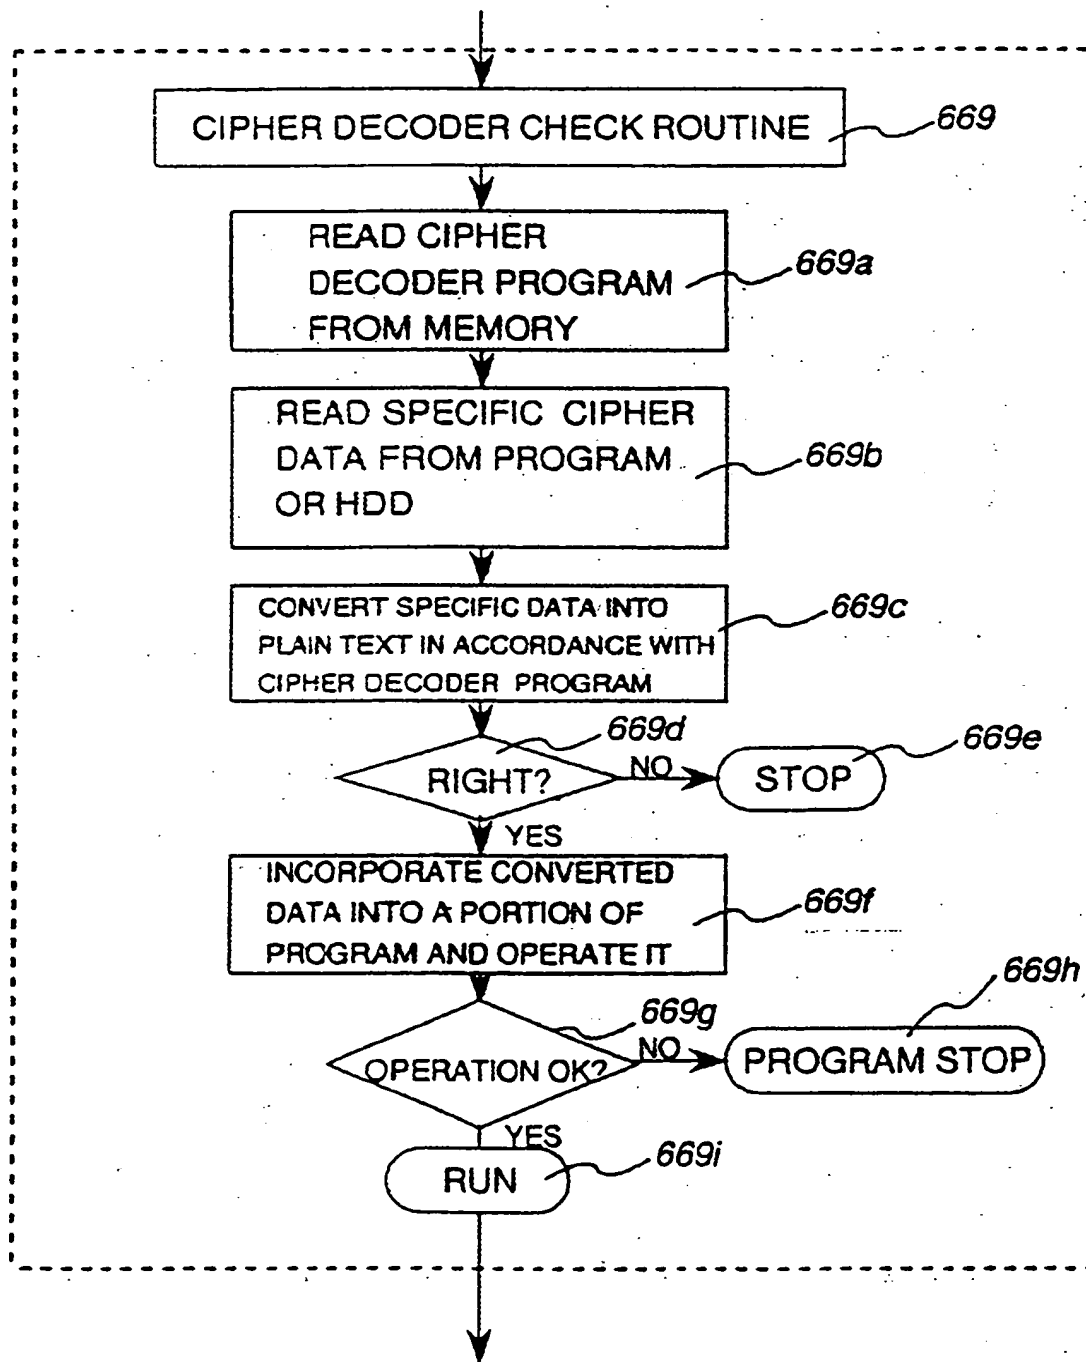 CIPHER DECODER CHECK ROUTINE
669
READ CIPHER
DECODER PROGRAM
FROM MEMORY
669a
READ SPECIFIC CIPHER
DATA FROM PROGRAM
OR HDD
669b
CONVERT SPECIFIC DATA INTO
PLAIN TEXT IN ACCORDANCE WITH
CIPHER DECODER PROGRAM
669c
669d
RIGHT?
NO
STOP
669e
YES
INCORPORATE CONVERTED
DATA INTO A PORTION OF
PROGRAM AND OPERATE IT
669f
669g
OPERATION OK?
NO
PROGRAM STOP
669h
YES
RUN
669i